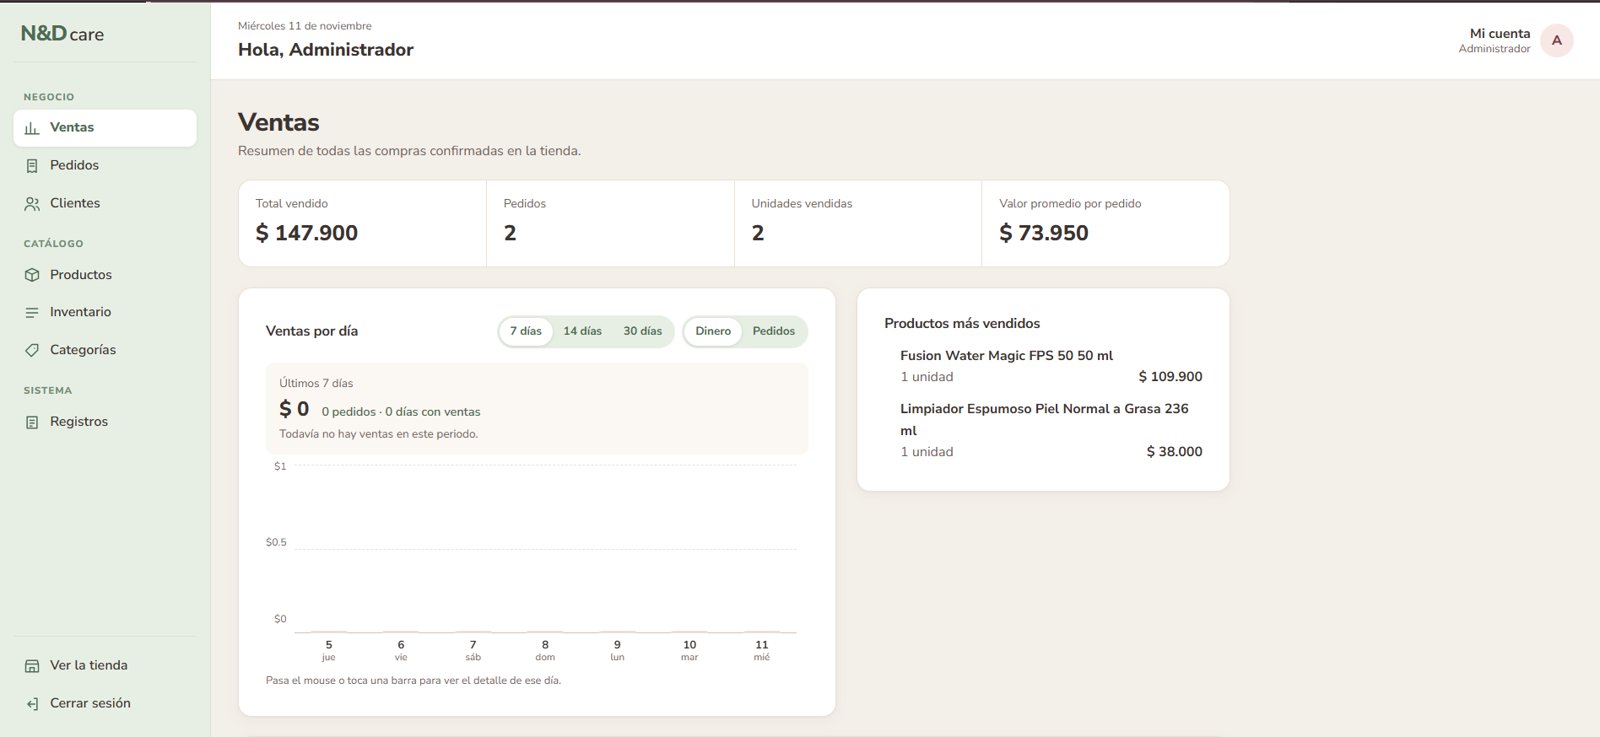 N&D care
NEGOCIO
Ventas
Pedidos
Clientes
CATÁLOGO
Productos
Inventario
Categorías
SISTEMA
Registros
Ver la tienda
Cerrar sesión
Miércoles 11 de noviembre
Hola, Administrador
Mi cuenta
Administrador
A
Ventas
Resumen de todas las compras confirmadas en la tienda.
Total vendido
$ 147.900
Pedidos
2
Unidades vendidas
2
Valor promedio por pedido
$ 73.950
Ventas por día
7 días 14 días 30 días
Dinero Pedidos
Últimos 7 días
$ 0 0 pedidos · 0 días con ventas
Todavía no hay ventas en este periodo.
$1
$0.5
$0
5 6 7 8 9 10 11
jue vie sáb dom lun mar mié
Pasa el mouse o toca una barra para ver el detalle de ese día.
Productos más vendidos
Fusion Water Magic FPS 50 50 ml
1 unidad $ 109.900
Limpiador Espumoso Piel Normal a Grasa 236
ml
1 unidad $ 38.000